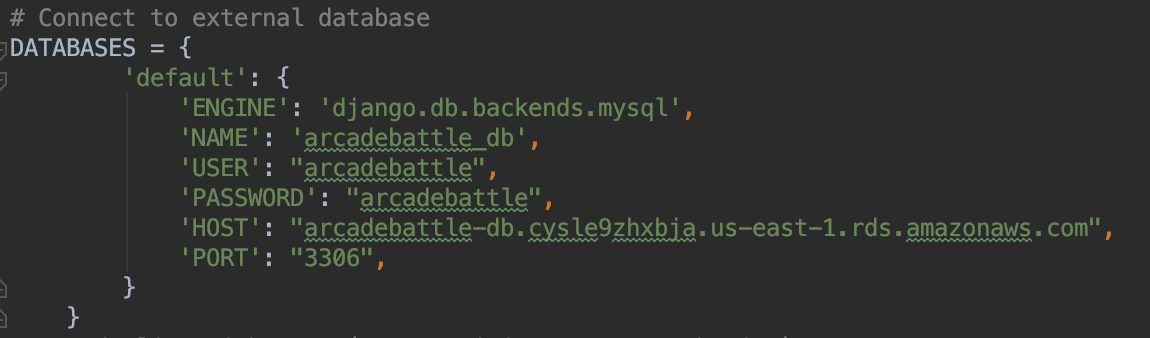 # Connect to external database
DATABASES = {
'default': {
'ENGINE': 'django.db.backends.mysql',
'NAME': 'arcadebattle_db',
'USER': "arcadebattle",
'PASSWORD': "arcadebattle",
'HOST': "arcadebattle-db.cysle9zhxbja.us-east-1.rds.amazonaws.com",
'PORT': "3306",
}
}